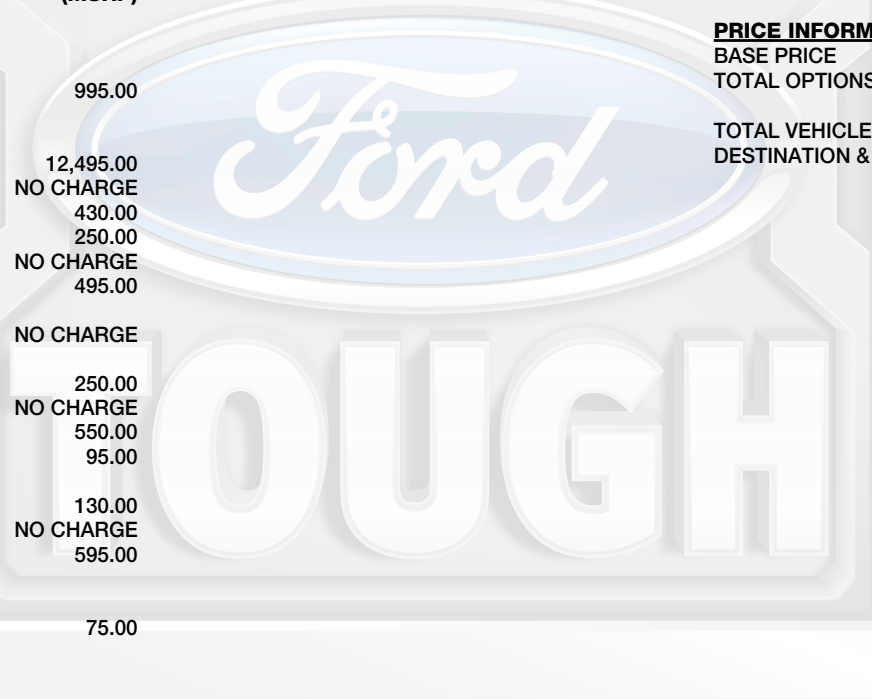 (MSRP)
995.00
12,495.00
NO CHARGE
430.00
250.00
NO CHARGE
495.00
NO CHARGE
250.00
NO CHARGE
550.00
95.00
130.00
NO CHARGE
595.00
75.00
PRICE INFORM
BASE PRICE
TOTAL OPTIONS
TOTAL VEHICLE
DESTINATION &
Ford
TOUGH